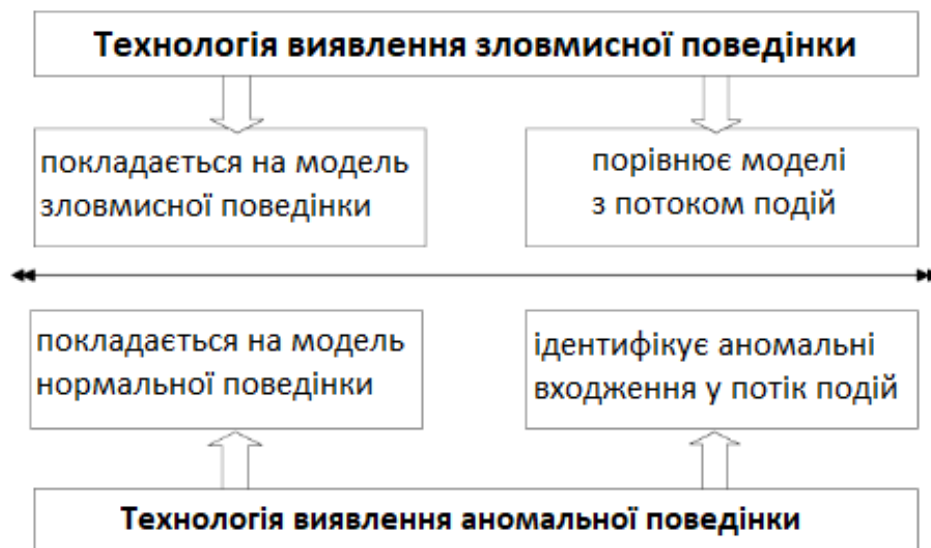 Технологія виявлення зловмисної поведінки
покладається на модель
зловмисної поведінки
порівнює моделі
з потоком подій
покладається на модель
нормальної поведінки
ідентифікує аномальні
входження у потік подій
Технологія виявлення аномальної поведінки